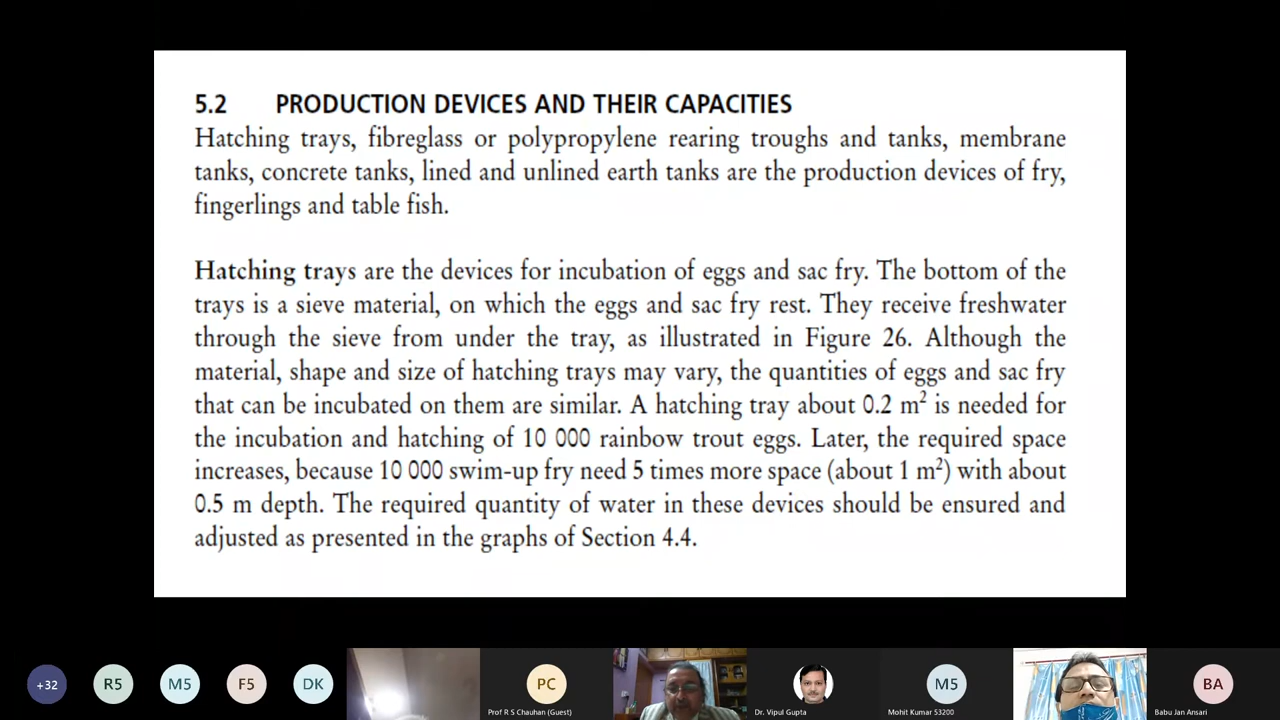 5.2 PRODUCTION DEVICES AND THEIR CAPACITIES
Hatching trays, fibreglass or polypropylene rearing troughs and tanks, membrane
tanks, concrete tanks, lined and unlined earth tanks are the production devices of fry,
fingerlings and table fish.
Hatching trays are the devices for incubation of eggs and sac fry. The bottom of the
trays is a sieve material, on which the eggs and sac fry rest. They receive freshwater
through the sieve from under the tray, as illustrated in Figure 26. Although the
material, shape and size of hatching trays may vary, the quantities of eggs and sac fry
that can be incubated on them are similar. A hatching tray about 0.2 m² is needed for
the incubation and hatching of 10 000 rainbow trout eggs. Later, the required space
increases, because 10 000 swim-up fry need 5 times more space (about 1 m²) with about
0.5 m depth. The required quantity of water in these devices should be ensured and
adjusted as presented in the graphs of Section 4.4.
+32 R5 M5 F5 DK PC M5 BA
Prof R S Chauhan (Guest) Dr. Vipul Gupta Mohit Kumar 53200 Babu Jan Ansari